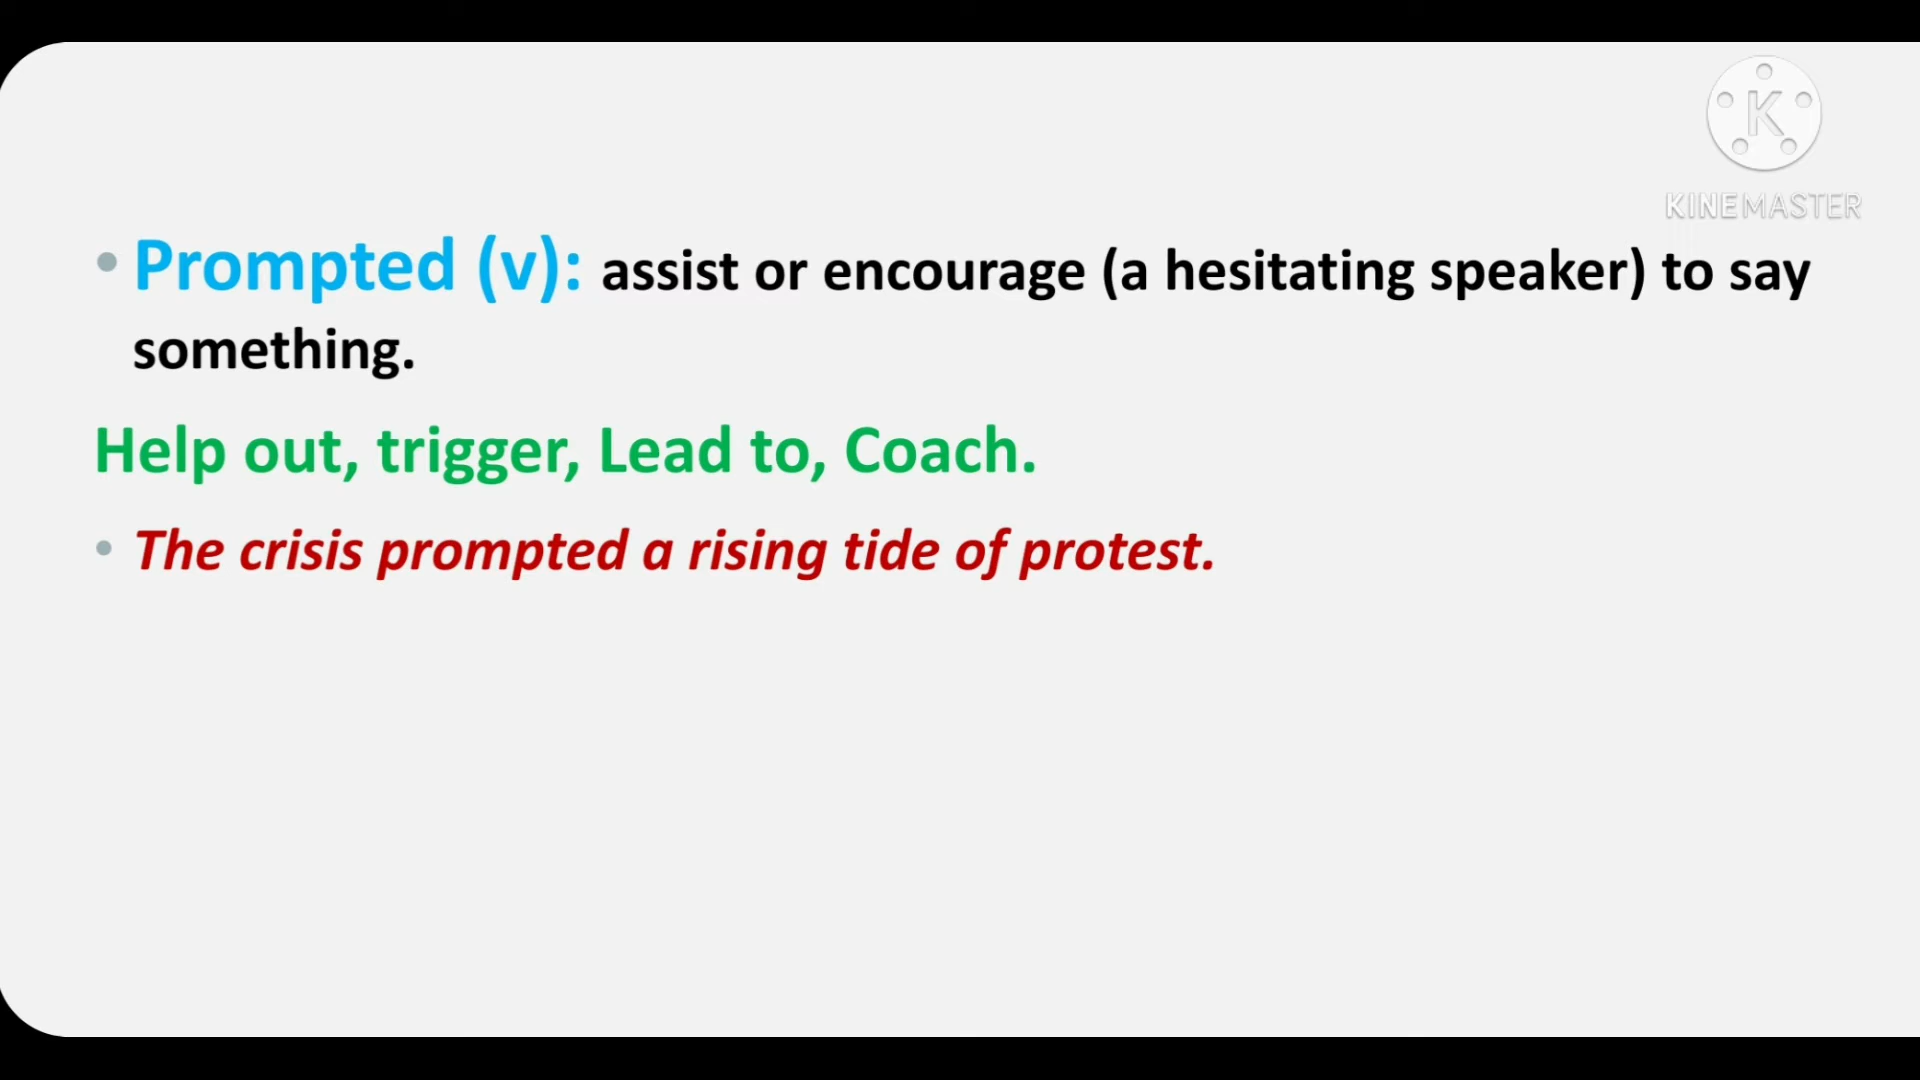 K
KINEMASTER
• Prompted (v): assist or encourage (a hesitating speaker) to say
something.
Help out, trigger, Lead to, Coach.
• The crisis prompted a rising tide of protest.